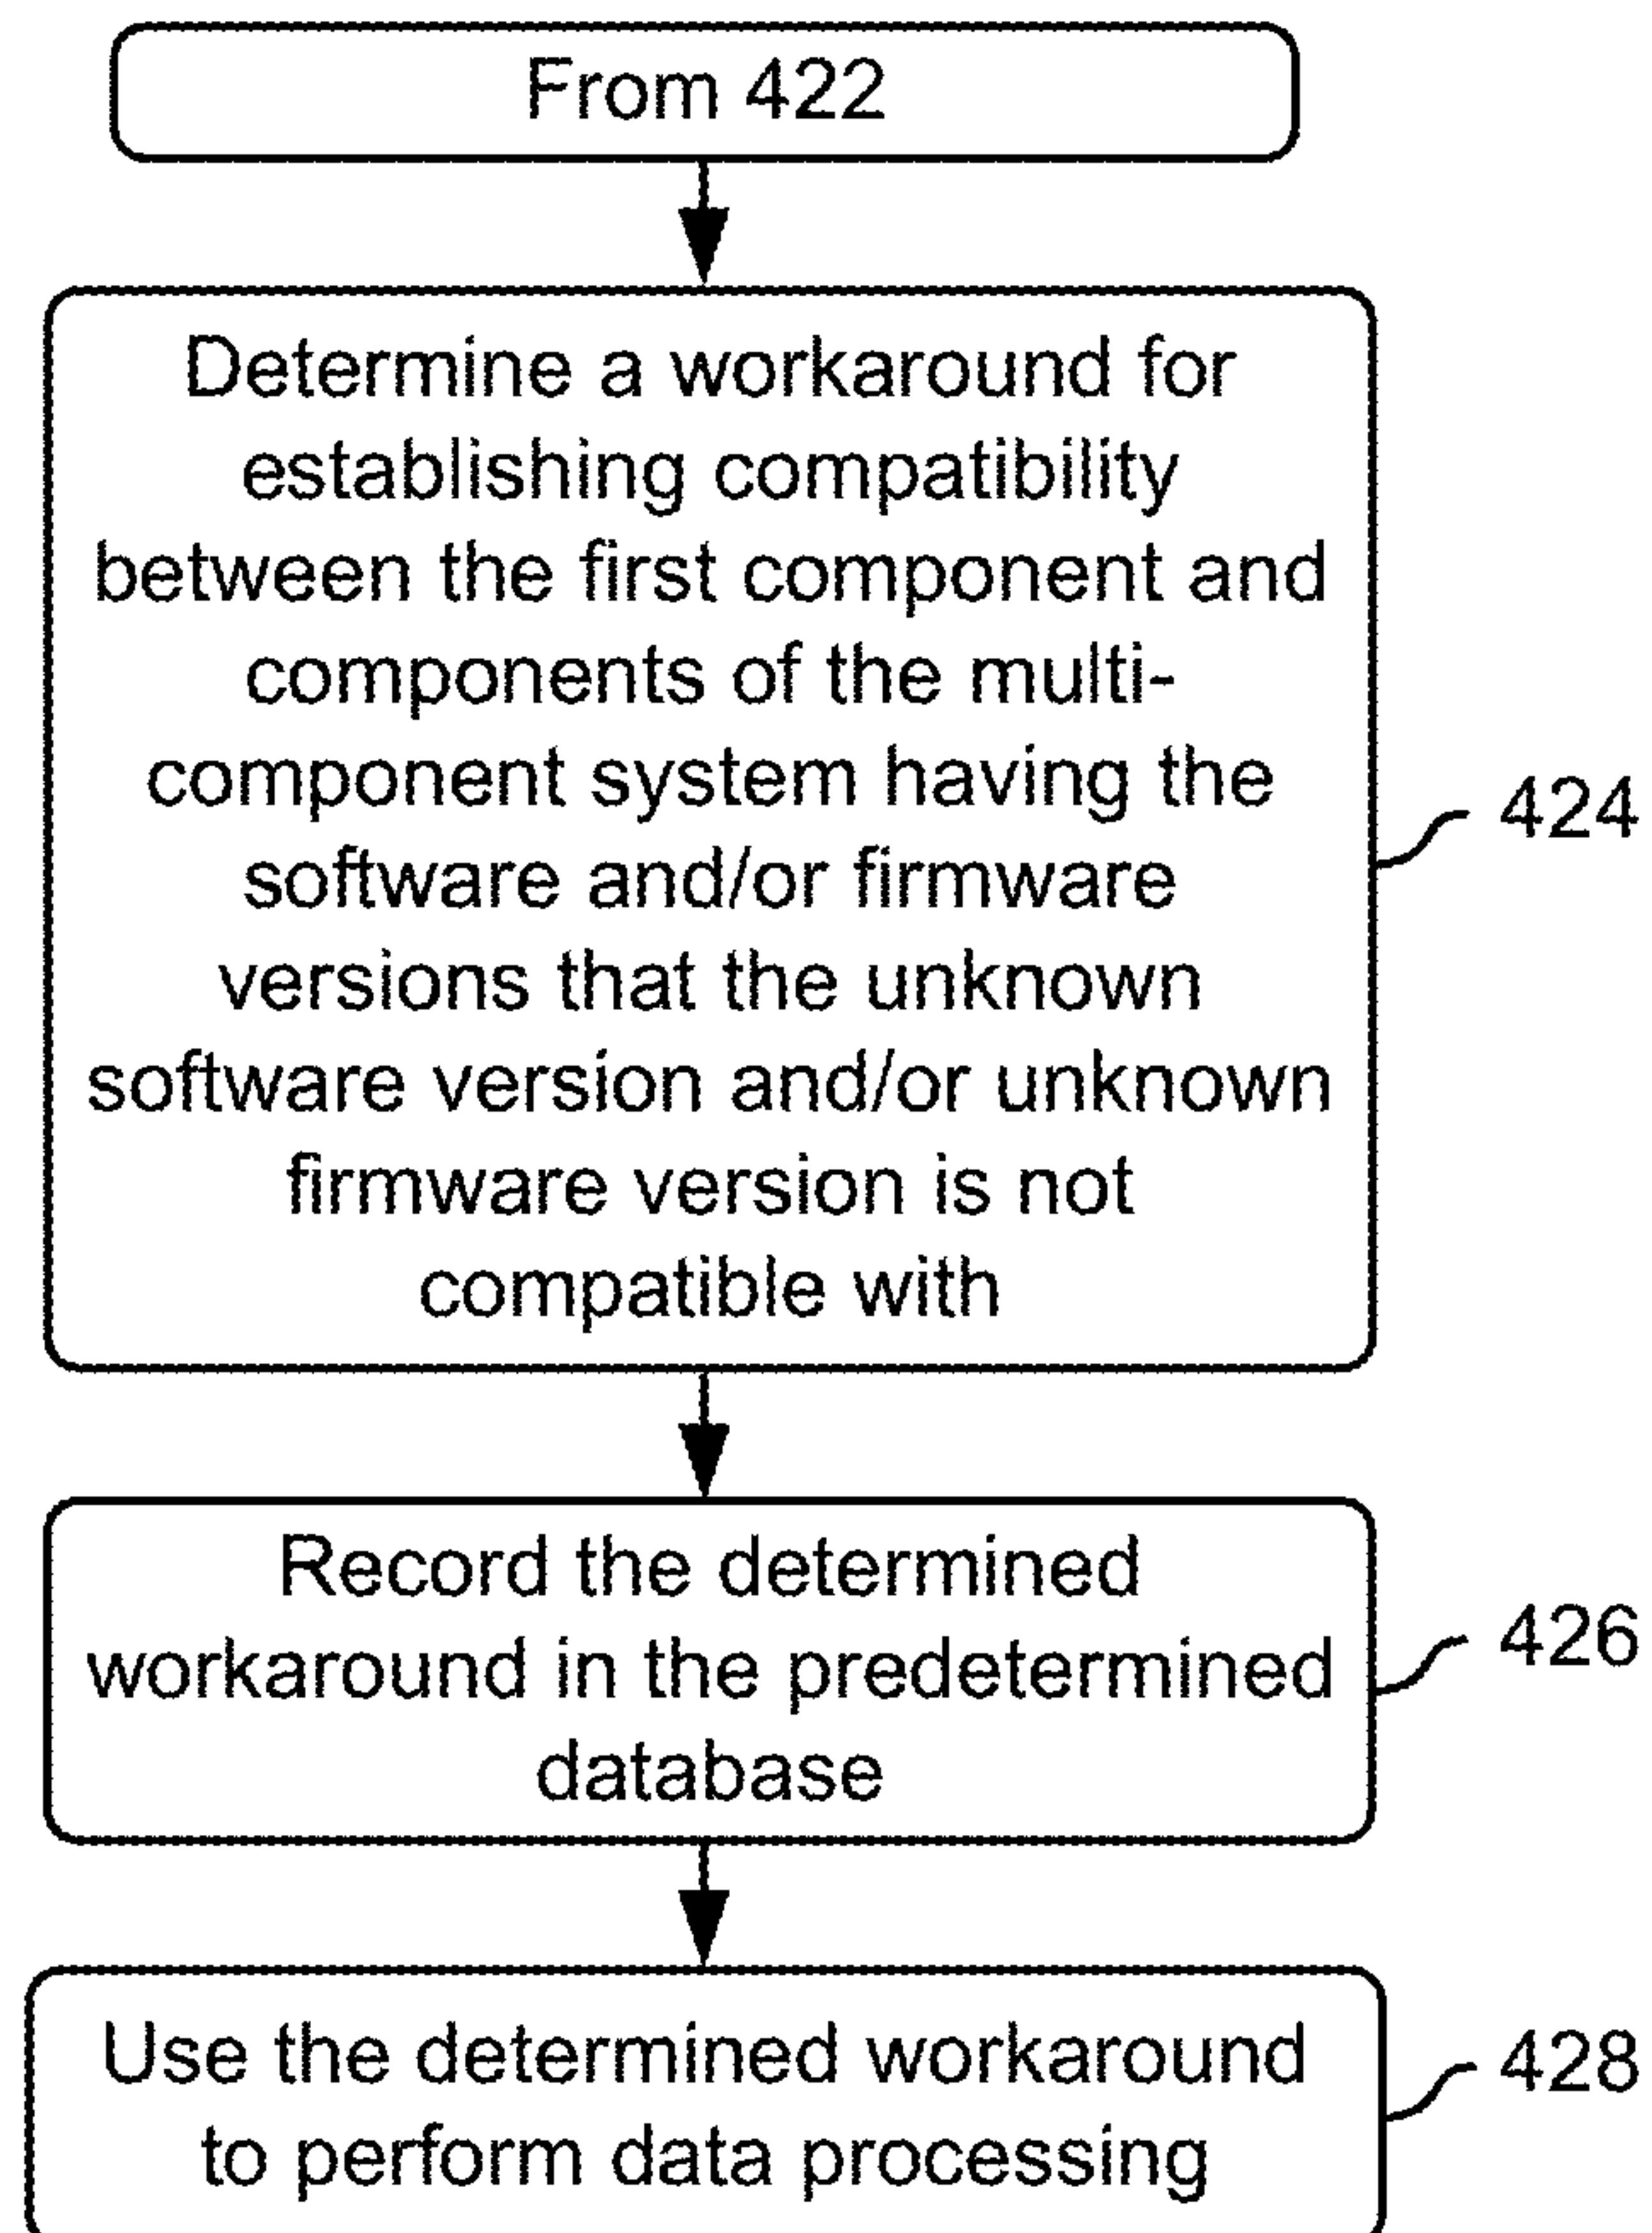 From 422
Determine a workaround for
establishing compatibility
between the first component and
components of the multi-
component system having the
software and/or firmware
versions that the unknown
software version and/or unknown
firmware version is not
compatible with
424
Record the determined
workaround in the predetermined
database
426
Use the determined workaround
to perform data processing
428